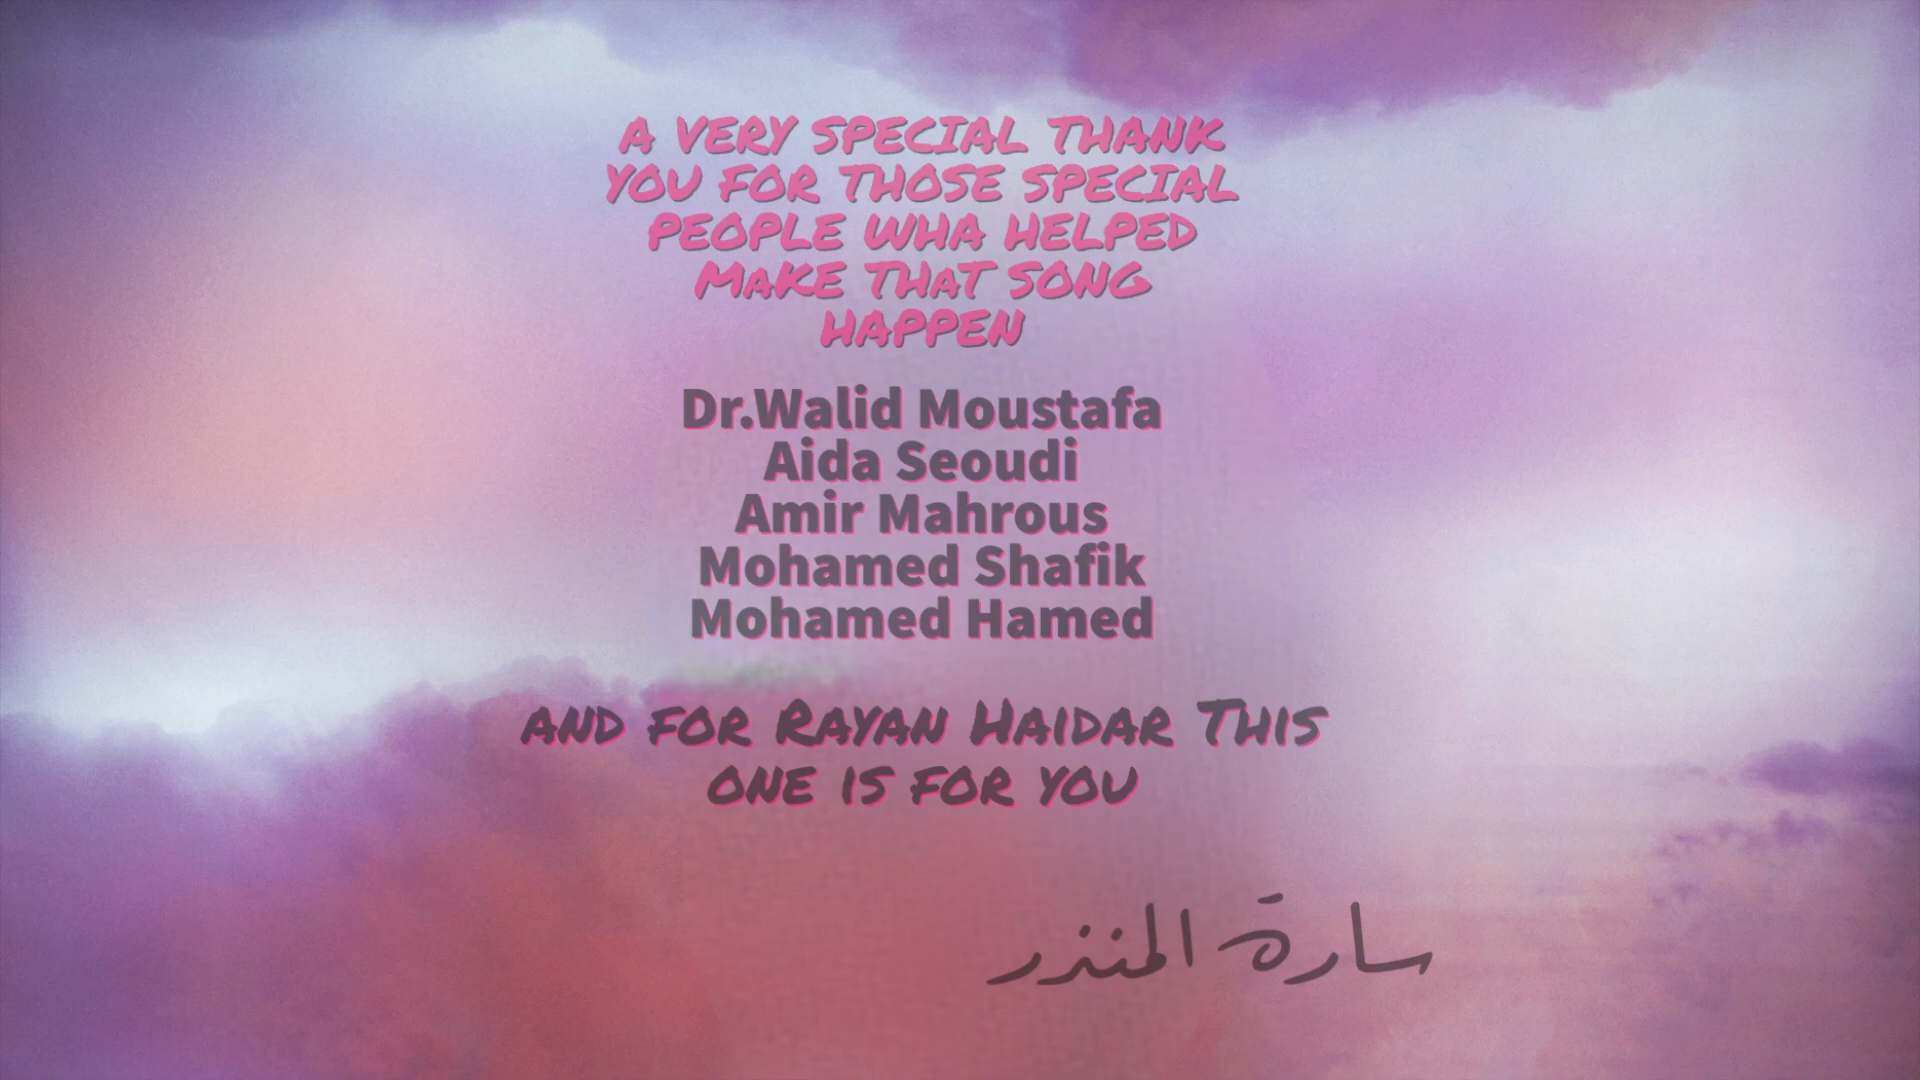 A VERY SPECIAL THANK
YOU FOR THOSE SPECIAL
PEOPLE WHA HELPED
MAKE THAT SONG
HAPPEN
Dr.Walid Moustafa
Aida Seoudi
Amir Mahrous
Mohamed Shafik
Mohamed Hamed
AND FOR RAYAN HAIDAR THIS
ONE IS FOR YOU
سارة المنذر